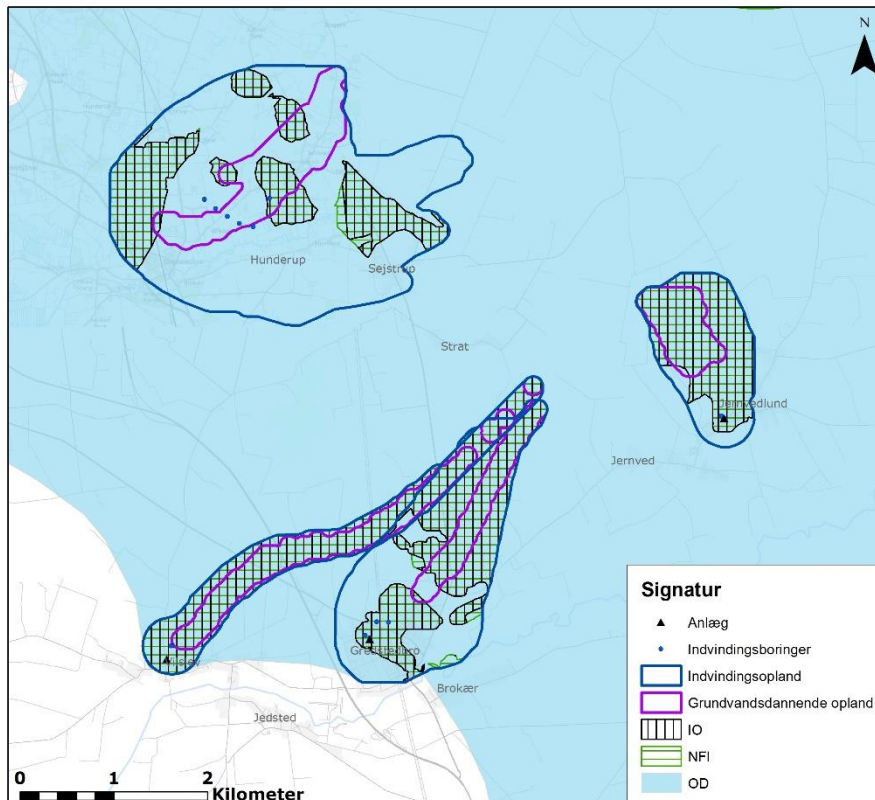 N
Hunderup
Sejstrup
Strat
Jernvedlund
Jernved
Gredstedbro
Brokær
Jedsted
Signatur
Anlæg
Indvindingsboringer
Indvindingsopland
Grundvandsdannende opland
IO
NFI
OD
0 1 2
Kilometer